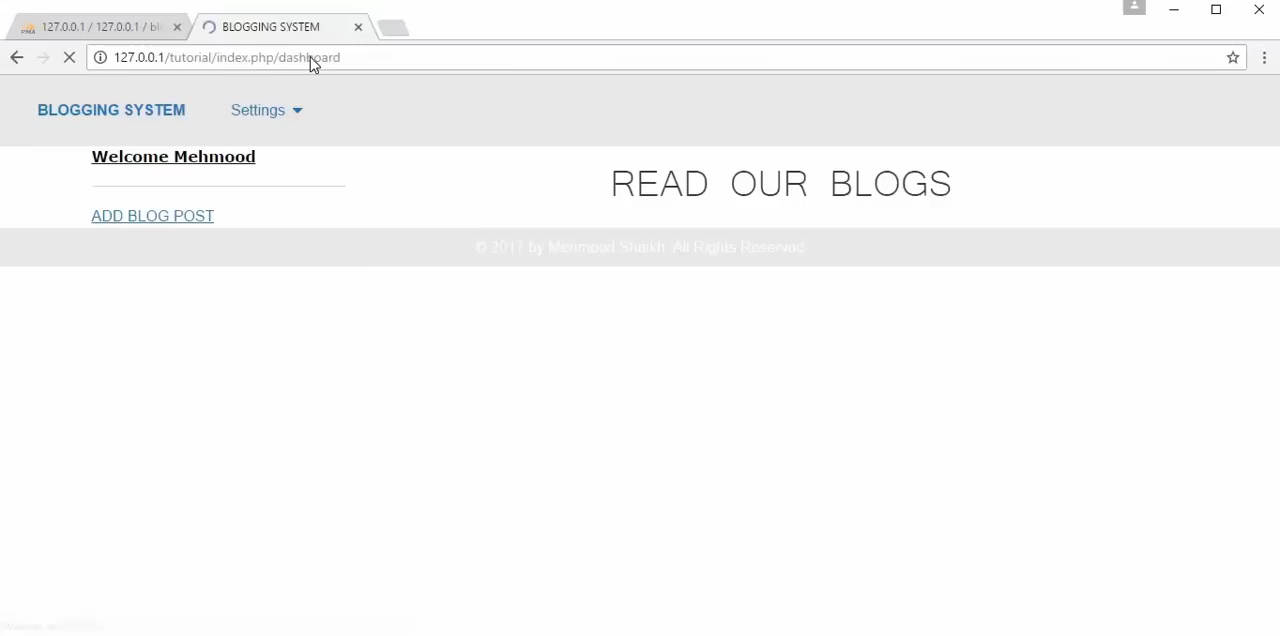 127.0.0.1 / 127.0.0.1 / bl
BLOGGING SYSTEM
127.0.0.1/tutorial/index.php/dashboard
BLOGGING SYSTEM
Settings
Welcome Mehmood
READ OUR BLOGS
ADD BLOG POST
© 2017 by Mehmood Shaikh. All Rights Reserved